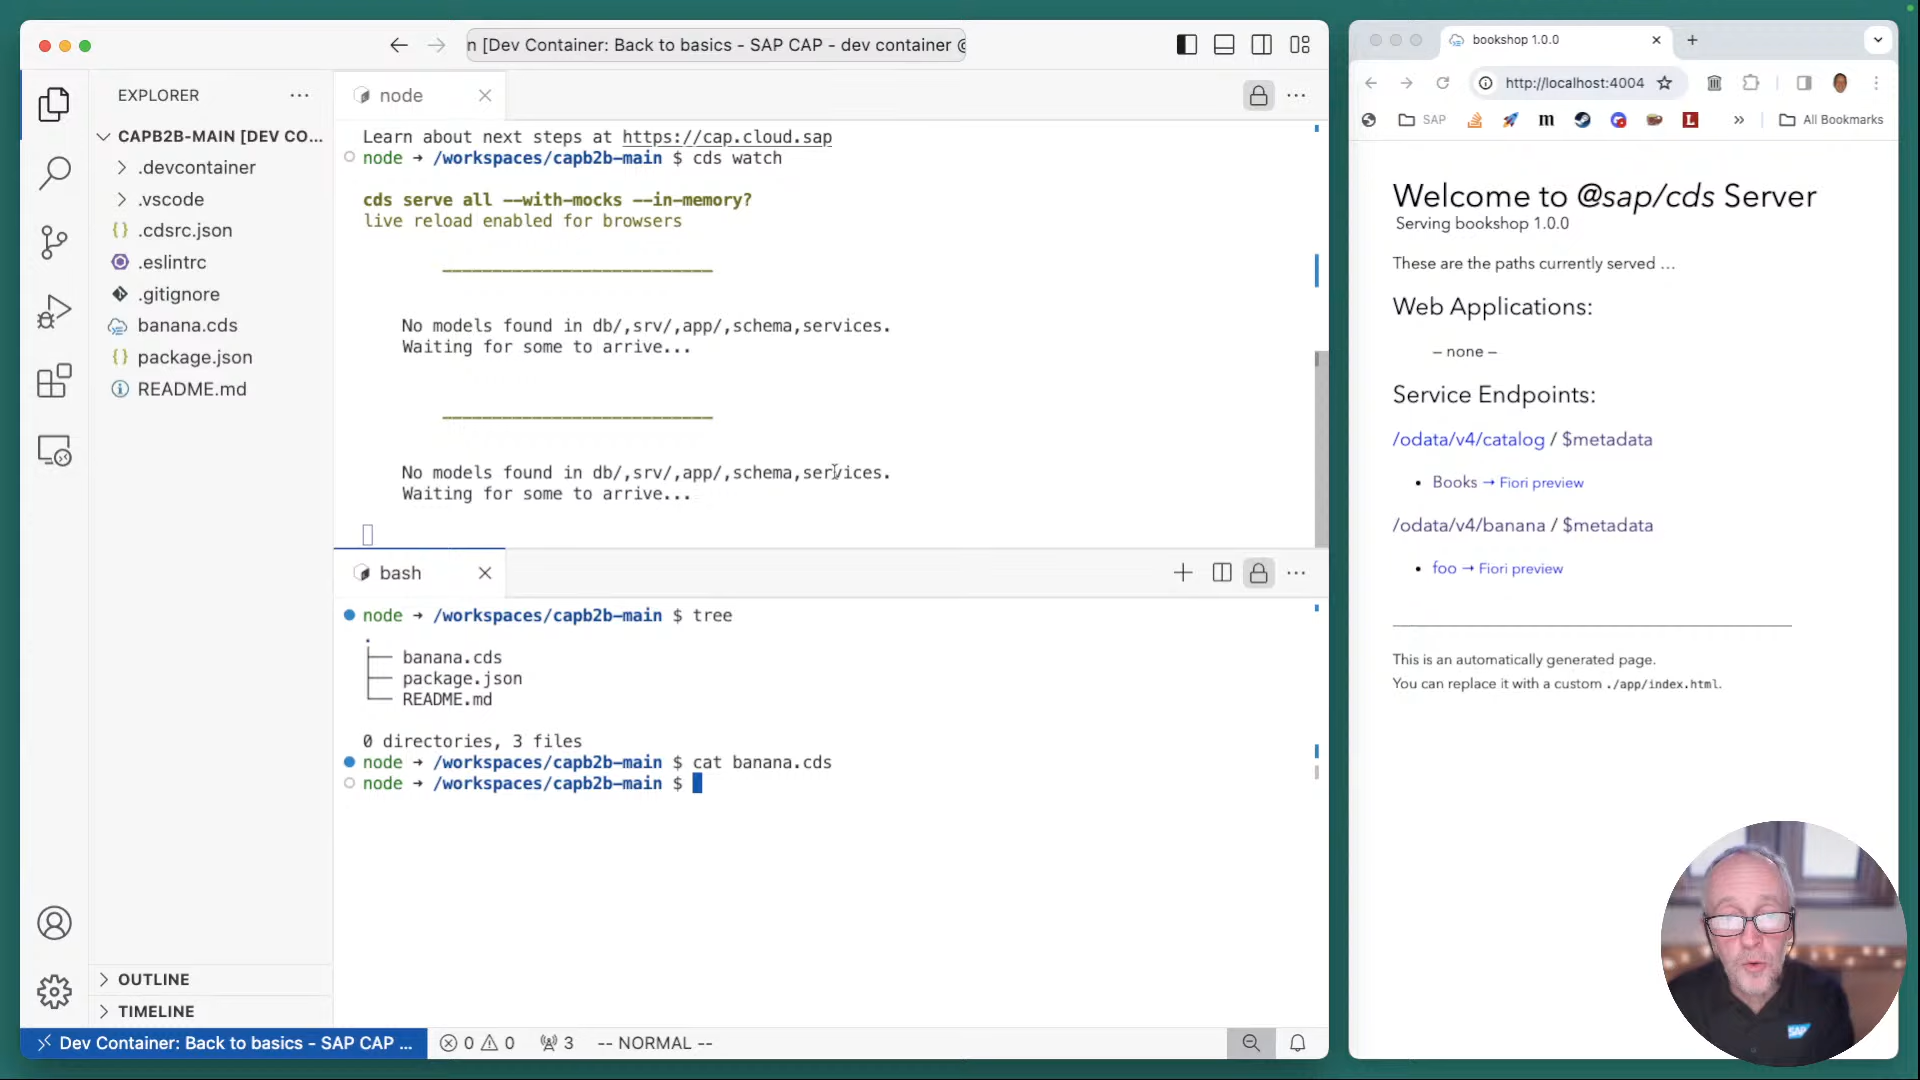 n [Dev Container: Back to basics - SAP CAP - dev container @
EXPLORER
CAPB2B-MAIN [DEV CO...
.devcontainer
.vscode
.cdsrc.json
.eslintrc
.gitignore
banana.cds
package.json
README.md
OUTLINE
TIMELINE
node
Learn about next steps at https://cap.cloud.sap
node → /workspaces/capb2b-main $ cds watch
cds serve all --with-mocks --in-memory?
live reload enabled for browsers
No models found in db/,srv/,app/,schema,services.
Waiting for some to arrive...
No models found in db/,srv/,app/,schema,services.
Waiting for some to arrive...
bash
node → /workspaces/capb2b-main $ tree
.
├── banana.cds
├── package.json
└── README.md
0 directories, 3 files
node → /workspaces/capb2b-main $ cat banana.cds
node → /workspaces/capb2b-main $
Dev Container: Back to basics - SAP CAP ...
0 0
3
-- NORMAL --
bookshop 1.0.0
http://localhost:4004
SAP
m
L
» All Bookmarks
Welcome to @sap/cds Server
Serving bookshop 1.0.0
These are the paths currently served …
Web Applications:
– none –
Service Endpoints:
/odata/v4/catalog / $metadata
• Books → Fiori preview
/odata/v4/banana / $metadata
• foo → Fiori preview
This is an automatically generated page.
You can replace it with a custom ./app/index.html.
SAP